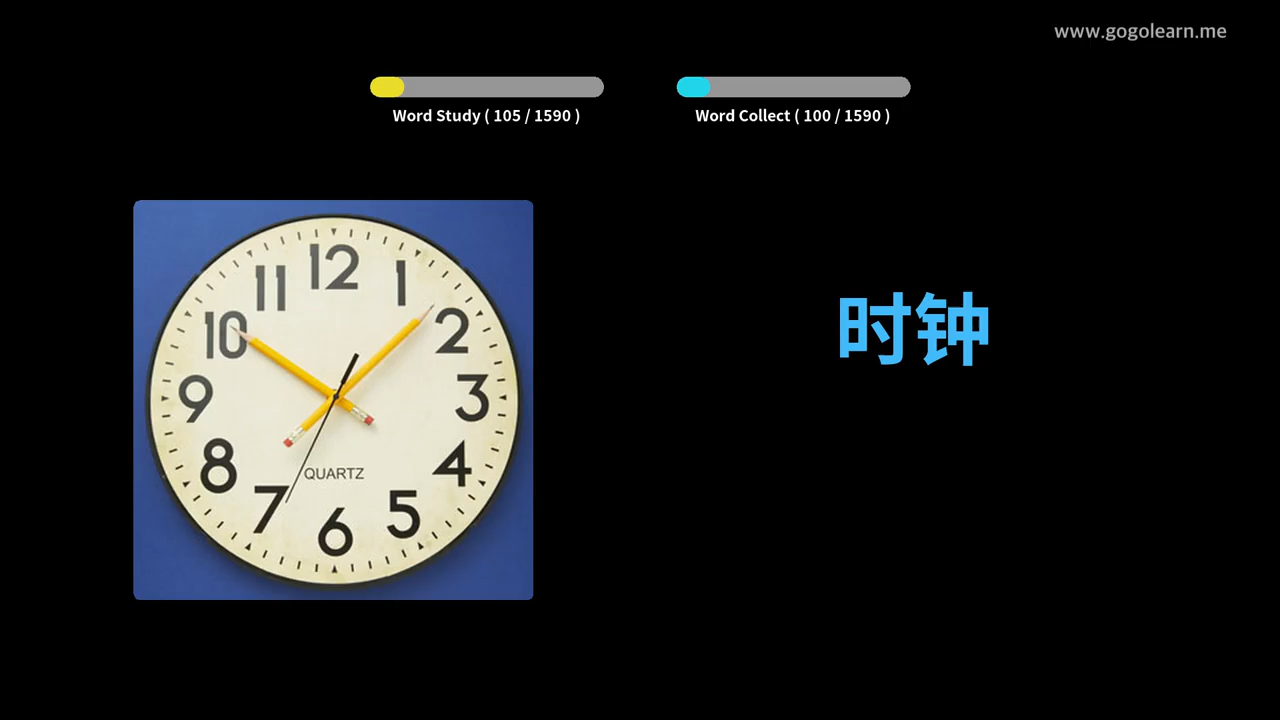 www.gogolearn.me
Word Study ( 105 / 1590 )
Word Collect ( 100 / 1590 )
12
11
1
10
2
9
3
8
4
QUARTZ
7
5
6
时钟